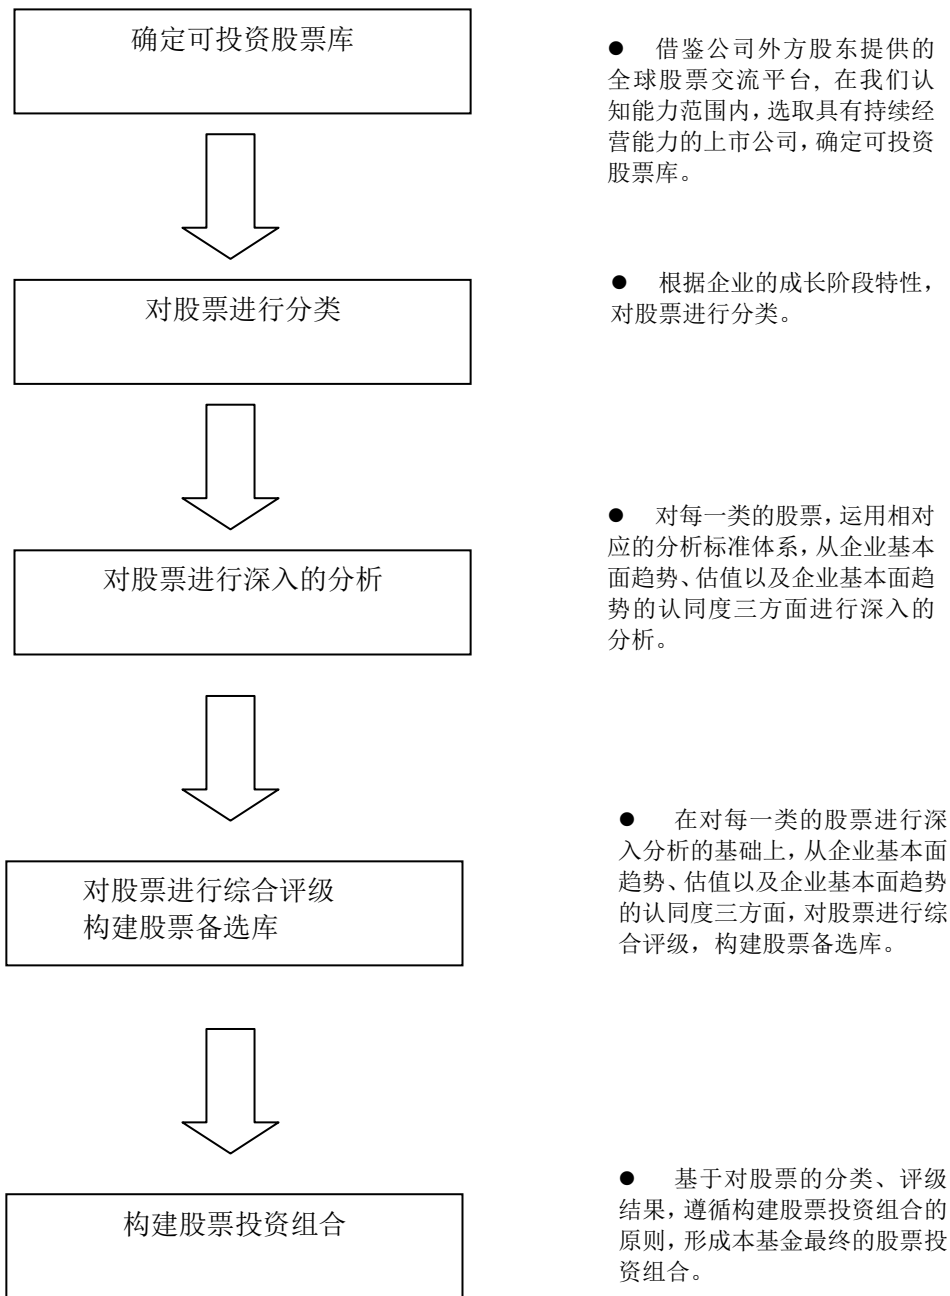 确定可投资股票库
● 借鉴公司外方股东提供的
全球股票交流平台, 在我们认
知能力范围内，选取具有持续经
营能力的上市公司，确定可投资
股票库。
对股票进行分类
● 根据企业的成长阶段特性，
对股票进行分类。
对股票进行深入的分析
● 对每一类的股票，运用相对
应的分析标准体系，从企业基本
面趋势、估值以及企业基本面趋
势的认同度三方面进行深入的
分析。
对股票进行综合评级
构建股票备选库
● 在对每一类的股票进行深
入分析的基础上，从企业基本面
趋势、估值以及企业基本面趋势
的认同度三方面，对股票进行综
合评级，构建股票备选库。
构建股票投资组合
● 基于对股票的分类、评级
结果，遵循构建股票投资组合的
原则，形成本基金最终的股票投
资组合。